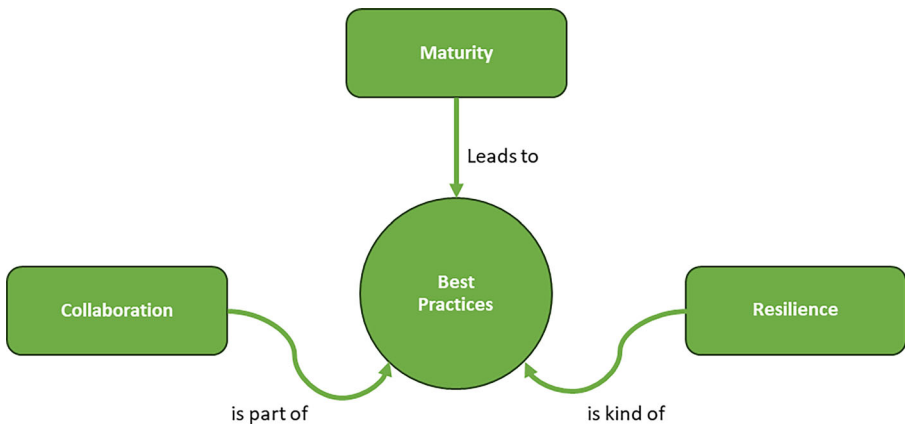 Maturity
Leads to
Best
Practices
Collaboration
Resilience
is part of
is kind of